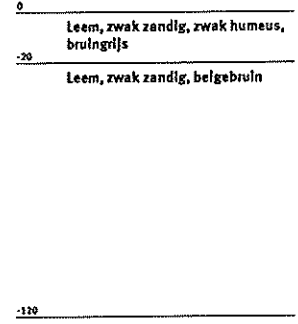 0
Leem, zwak zandig, zwak humeus,
bruingrijs
-20
Leem, zwak zandig, beigebruin
-120